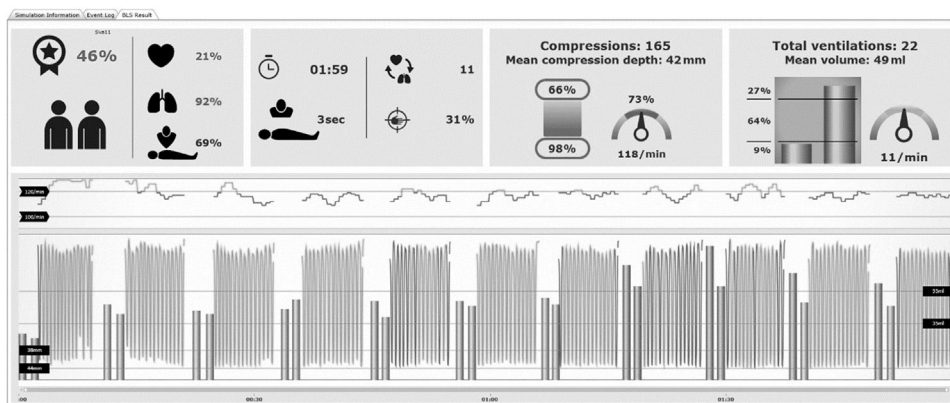 Simulation Information Event Log BLS Result
5yall1
46%
21%
92%
69%
01:59
3sec
11
31%
Compressions: 165
Mean compression depth: 42mm
66%
98%
73%
118/min
Total ventilations: 22
Mean volume: 49ml
27%
64%
9%
11/min
120/min
100/min
55ml
35ml
38mm
44mm
:00 00:30 01:00 01:30